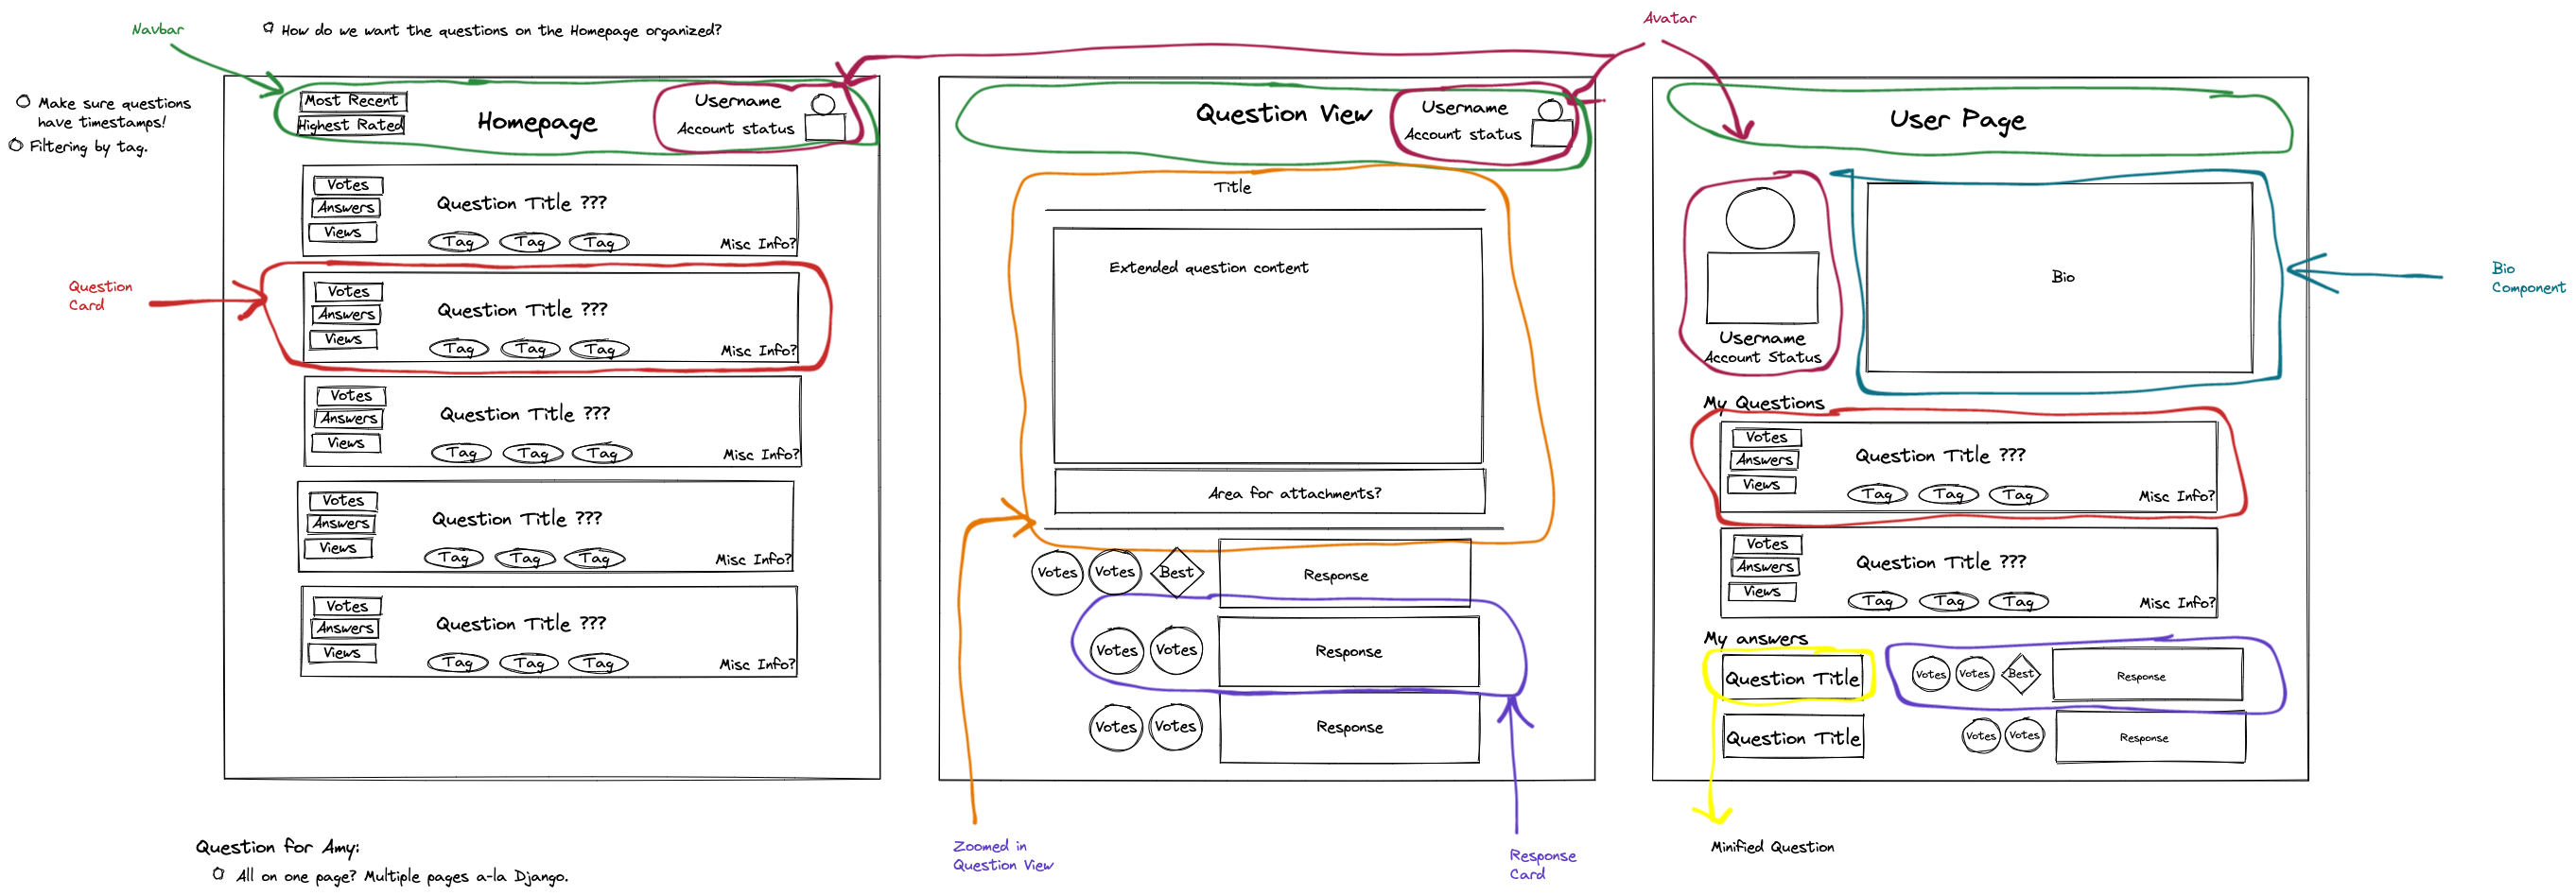 Navbar
How do we want the questions on the Homepage organized?
Avatar
Make sure questions
have timestamps!
Filtering by tag.
Most Recent
Highest Rated
Homepage
Username
Account status
Votes
Answers
Views
Question Title ???
Tag Tag Tag
Misc Info?
Question
Card
Votes
Answers
Views
Question Title ???
Tag Tag Tag
Misc Info?
Votes
Answers
Views
Question Title ???
Tag Tag Tag
Misc Info?
Votes
Answers
Views
Question Title ???
Tag Tag Tag
Misc Info?
Votes
Answers
Views
Question Title ???
Tag Tag Tag
Misc Info?
Question for Amy:
All on one page? Multiple pages a-la Django.
Question View
Username
Account status
Title
Extended question content
Area for attachments?
Votes Votes Best Response
Votes Votes Response
Votes Votes Response
Zoomed in
Question View
Response
Card
User Page
Username
Account Status
Bio
Bio
Component
My Questions
Votes
Answers
Views
Question Title ???
Tag Tag Tag
Misc Info?
Votes
Answers
Views
Question Title ???
Tag Tag Tag
Misc Info?
My answers
Question Title Votes Votes Best Response
Question Title Votes Votes Response
Minified Question